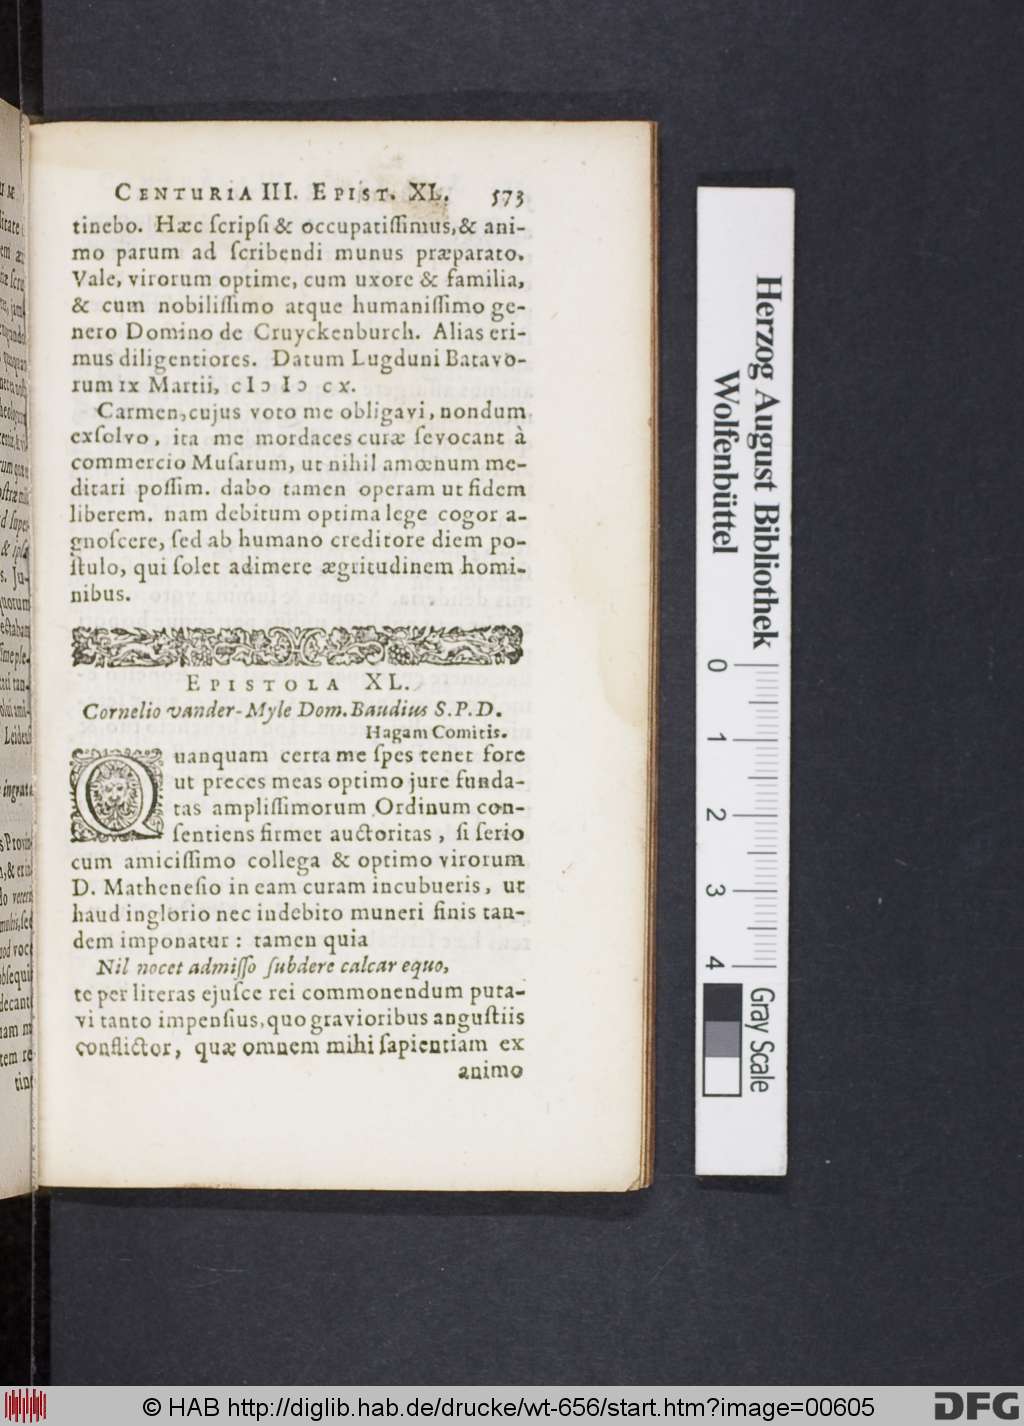 CENTURIA III. EPIST. XL. 573
tinebo. Hæc ſcripſi & occupatiſſimus, & ani-
mo parum ad ſcribendi munus præparato.
Vale, virorum optime, cum uxore & familia,
& cum nobiliſſimo atque humaniſſimo ge-
nero Domino de Cruyckenburch. Alias eri-
mus diligentiores. Datum Lugduni Batavo-
rum IX Martii, cIↄ Iↄ cx.
Carmen, cujus voto me obligavi, nondum
exſolvo, ita me mordaces curæ ſevocant à
commercio Muſarum, ut nihil amœnum me-
ditari poſſim. dabo tamen operam ut fidem
liberem. nam debitum optima lege cogor a-
gnoſcere, ſed ab humano creditore diem po-
ſtulo, qui ſolet adimere ægritudinem homi-
nibus.
EPISTOLA XL.
Cornelio vander-Myle Dom. Baudius S.P.D.
Hagam Comitis.
Quanquam certa me ſpes tenet fore
ut preces meas optimo jure funda-
tas ampliſſimorum Ordinum con-
ſentiens firmet auctoritas, ſi ſerio
cum amiciſſimo collega & optimo virorum
D. Matheneſio in eam curam incubueris, ut
haud inglorio nec indebito muneri finis tan-
dem imponatur: tamen quia
Nil nocet admiſſo ſubdere calcar equo,
te per literas ejuſce rei commonendum puta-
vi tanto impenſius, quo gravioribus anguſtiis
conflictor, quæ omnem mihi ſapientiam ex
animo
Herzog August Bibliothek
Wolfenbüttel
0
1
2
3
4
Gray Scale
© HAB http://diglib.hab.de/drucke/wt-656/start.htm?image=00605
DFG